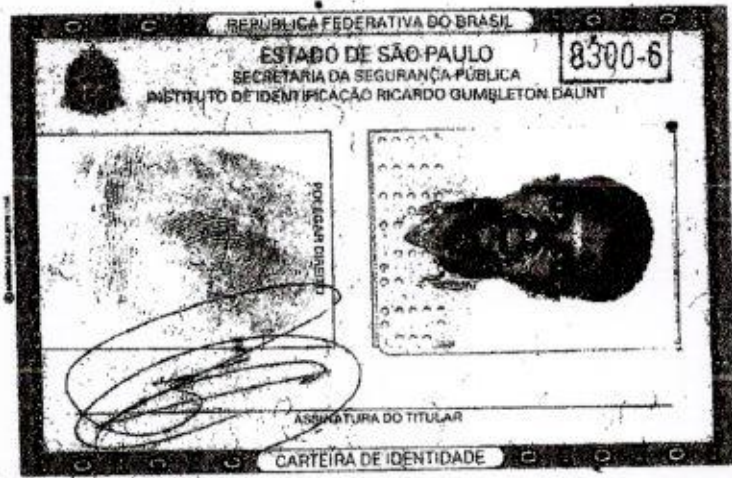 REPÚBLICA FEDERATIVA DO BRASIL
ESTADO DE SÃO PAULO
8300-6
SECRETARIA DA SEGURANÇA PÚBLICA
INSTITUTO DE IDENTIFICAÇÃO RICARDO GUMBLETON DAUNT
POLEGAR DIREITO
ASSINATURA DO TITULAR
CARTEIRA DE IDENTIDADE